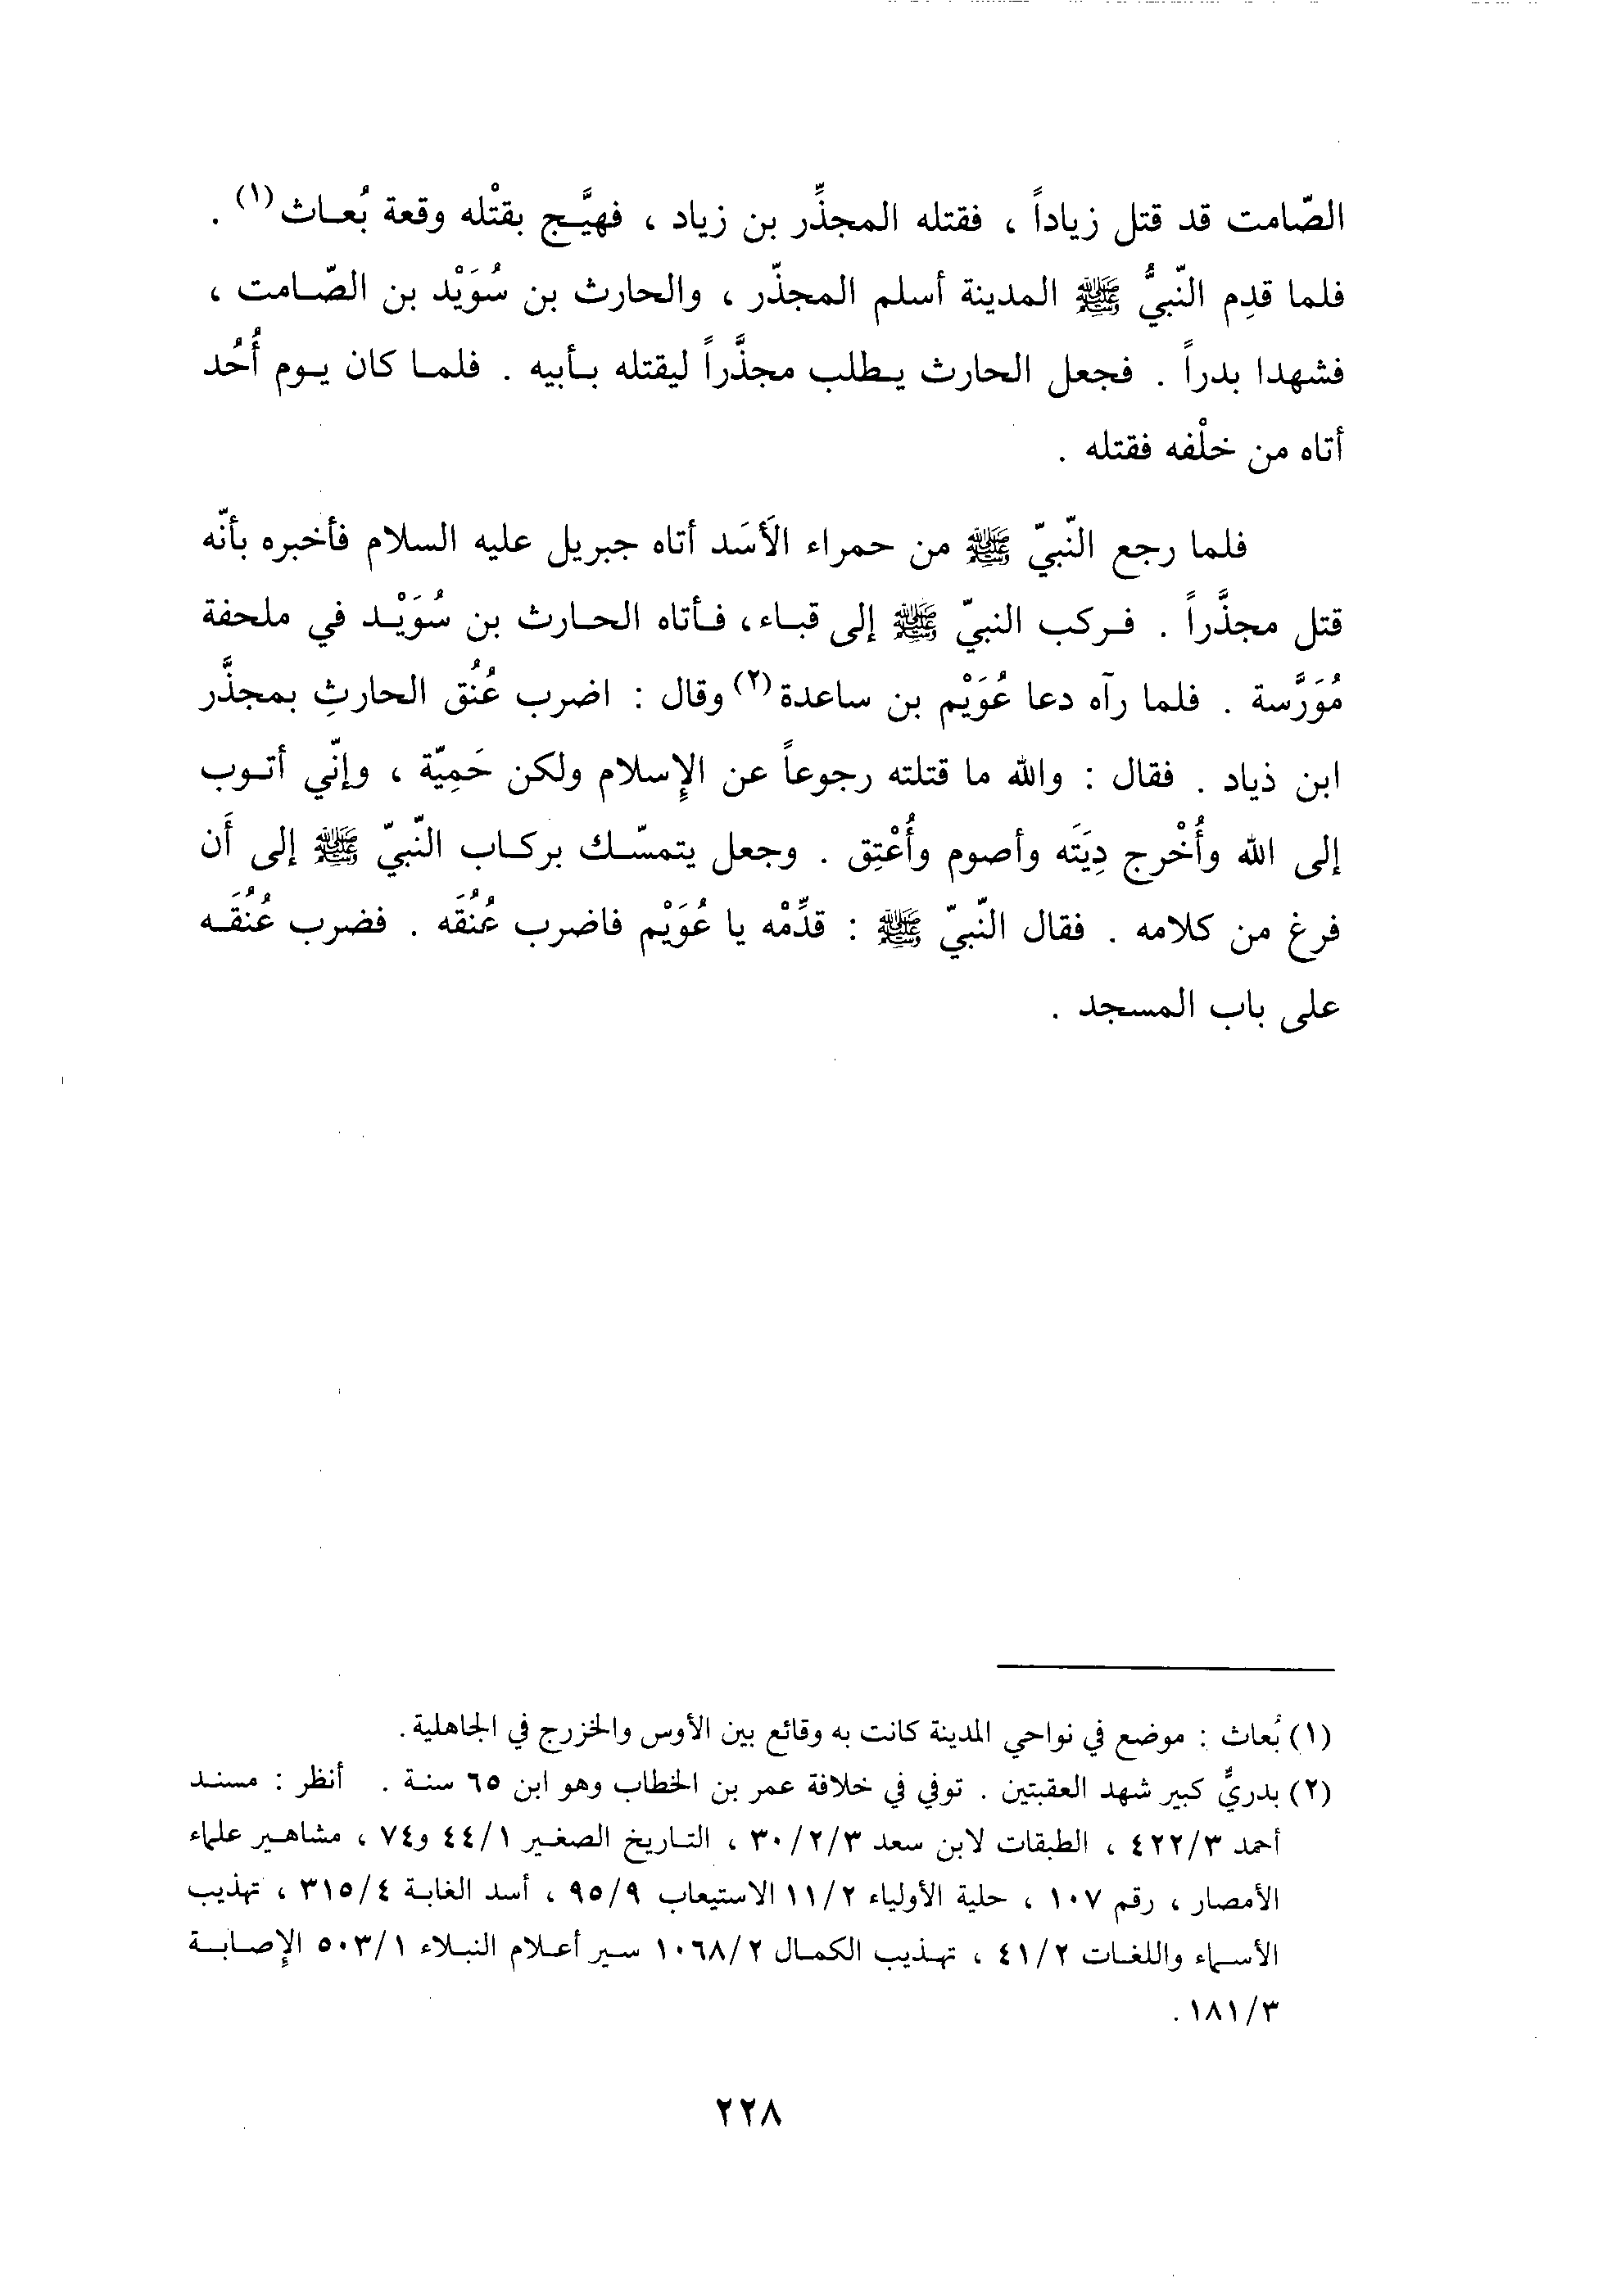 الصّامت قد قتل زياداً ، فقتله المجذِّر بن زياد ، فهيَّج بقتْله وقعة بُعاث(١) .
فلما قدِم النّبيُّ ﷺ المدينة أسلم المجذّر ، والحارث بن سُوَيْد بن الصّامت ،
فشهدا بدراً . فجعل الحارث يطلب مجذَّراً ليقتله بأبيه . فلما كان يوم أُحُد
أتاه من خلْفه فقتله .
فلما رجع النّبيّ ﷺ من حمراء الأَسَد أتاه جبريل عليه السلام فأخبره بأنّه
قتل مجذَّراً . فركب النبيّ ﷺ إلى قباء، فأتاه الحارث بن سُوَيْد في ملحفة
مُوَرَّسة . فلما رآه دعا عُوَيْم بن ساعدة(٢) وقال : اضرب عُنُق الحارثِ بمجذَّر
ابن ذياد . فقال : والله ما قتلته رجوعاً عن الإِسلام ولكن حَمِيّة ، وإنّي أتوب
إلى الله وأُخْرج دِيَتَه وأصوم وأُعْتِق . وجعل يتمسّك بركاب النّبيّ ﷺ إلى أَن
فرغ من كلامه . فقال النّبيّ ﷺ : قدِّمْه يا عُوَيْم فاضرب عُنُقَه . فضرب عُنُقَه
على باب المسجد .
(١) بُعاث : موضع في نواحي المدينة كانت به وقائع بين الأوس والخزرج في الجاهلية.
(٢) بدريٌّ كبير شهد العقبتين . توفي في خلافة عمر بن الخطاب وهو ابن ٦٥ سنة . أنظر : مسند
أحمد ٤٢٢/٣ ، الطبقات لابن سعد ٣٠/٢/٣ ، التاريخ الصغير ٤٤/١ و٧٤ ، مشاهير علماء
الأمصار ، رقم ١٠٧ ، حلية الأولياء ١١/٢ الاستيعاب ٩٥/٩ ، أسد الغابة ٣١٥/٤ ، تهذيب
الأسماء واللغات ٤١/٢ ، تهذيب الكمال ١٠٦٨/٢ سير أعلام النبلاء ٥٠٣/١ الإِصابة
١٨١/٣ .
٢٢٨